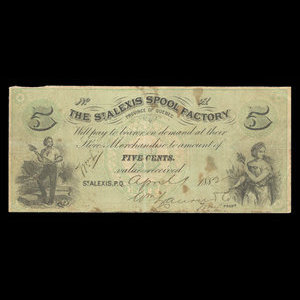 No
THE ST ALEXIS SPOOL FACTORY
PROVINCE OF QUEBEC
5 5
Will pay to bearer on demand at their
Store, Merchandise to amount of
FIVE CENTS.
value received
ST ALEXIS, P.Q. April 1882